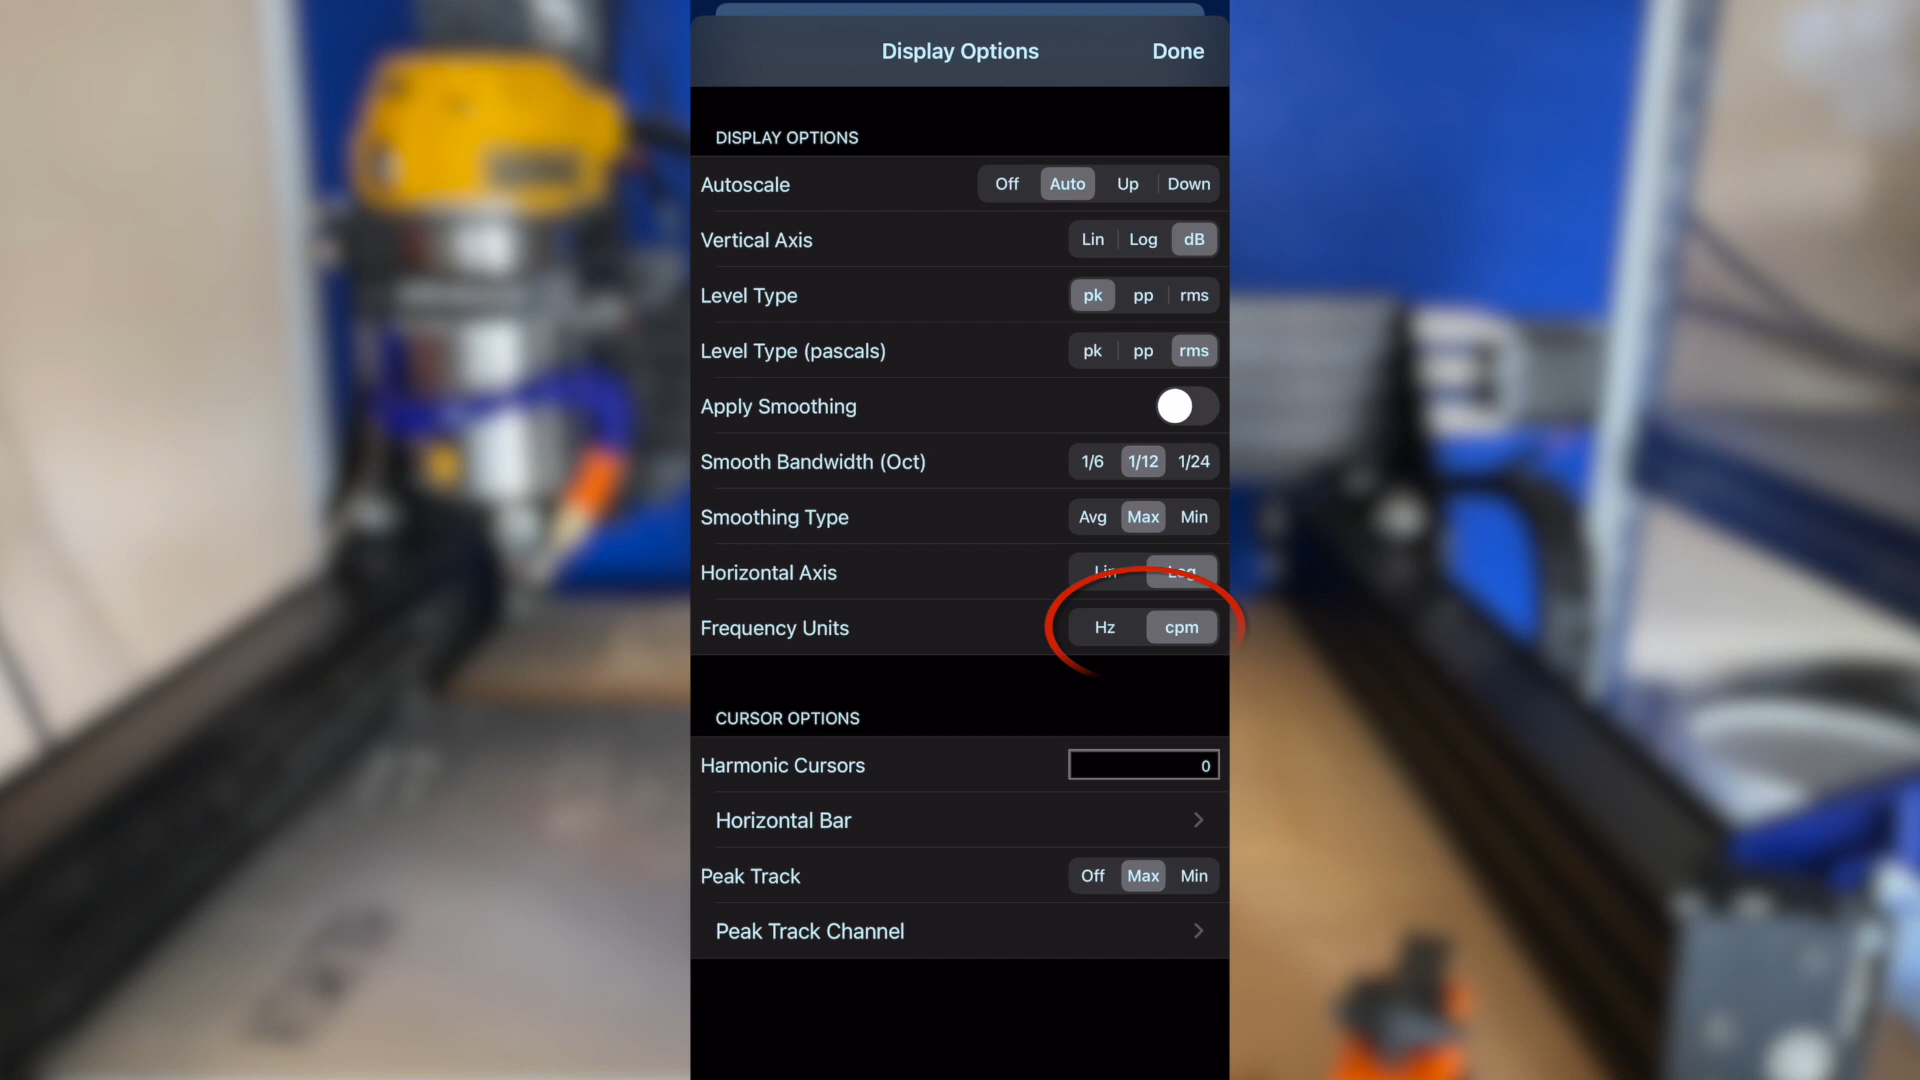 Display Options Done
DISPLAY OPTIONS
Autoscale Off Auto Up Down
Vertical Axis Lin Log dB
Level Type pk pp rms
Level Type (pascals) pk pp rms
Apply Smoothing
Smooth Bandwidth (Oct) 1/6 1/12 1/24
Smoothing Type Avg Max Min
Horizontal Axis Lin Log
Frequency Units Hz cpm
CURSOR OPTIONS
Harmonic Cursors 0
Horizontal Bar
Peak Track Off Max Min
Peak Track Channel